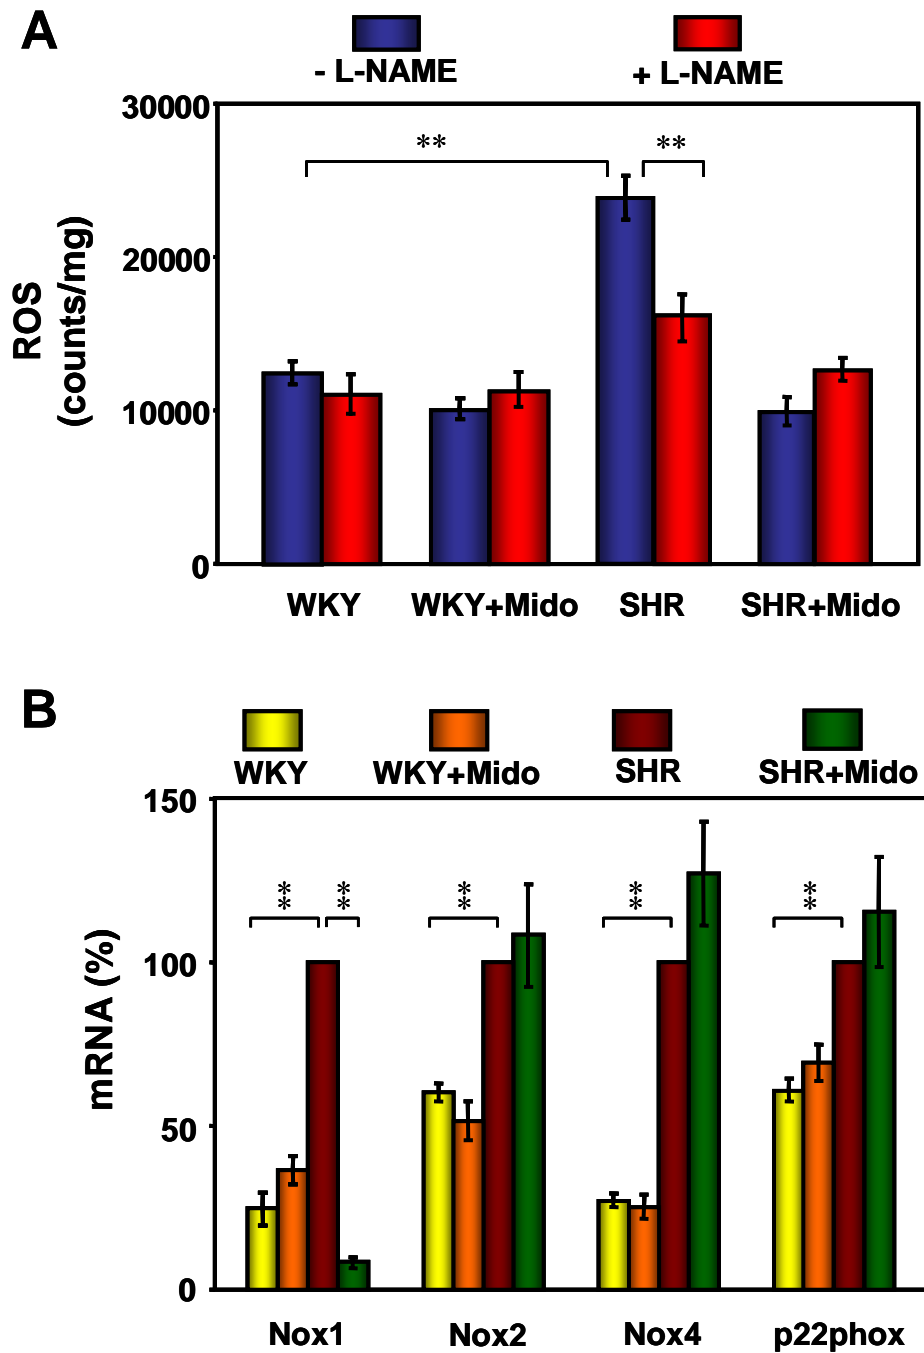 A
- L-NAME + L-NAME
30000
** **
20000
ROS
(counts/mg)
10000
0
WKY WKY+Mido SHR SHR+Mido
B
WKY WKY+Mido SHR SHR+Mido
150
** ** ** ** **
100
mRNA (%)
50
0
Nox1 Nox2 Nox4 p22phox